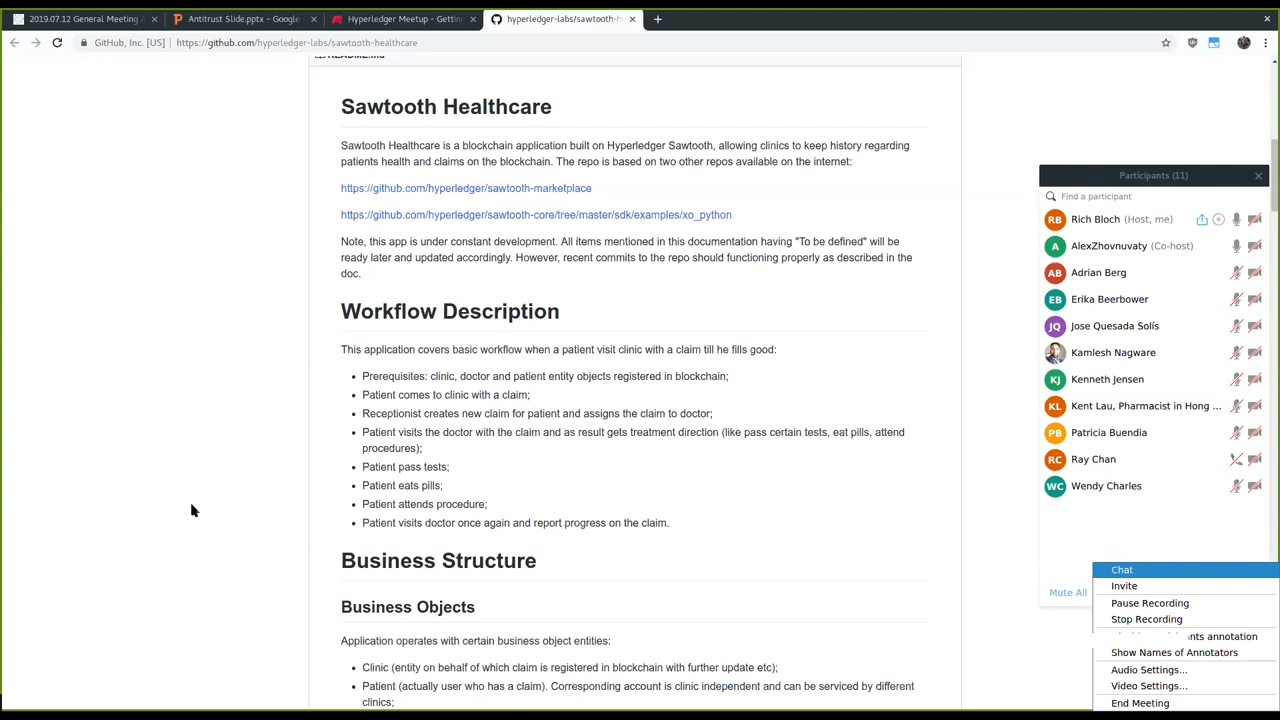 2019.07.12 General Meeting A
Antitrust Slide.pptx - Google
Hyperledger Meetup - Getting
hyperledger-labs/sawtooth-h
GitHub, Inc. [US]
https://github.com/hyperledger-labs/sawtooth-healthcare
README.md
Sawtooth Healthcare
Sawtooth Healthcare is a blockchain application built on Hyperledger Sawtooth, allowing clinics to keep history regarding
patients health and claims on the blockchain. The repo is based on two other repos available on the internet:
https://github.com/hyperledger/sawtooth-marketplace
https://github.com/hyperledger/sawtooth-core/tree/master/sdk/examples/xo_python
Note, this app is under constant development. All items mentioned in this documentation having "To be defined" will be
ready later and updated accordingly. However, recent commits to the repo should functioning properly as described in the
doc.
Workflow Description
This application covers basic workflow when a patient visit clinic with a claim till he fills good:
• Prerequisites: clinic, doctor and patient entity objects registered in blockchain;
• Patient comes to clinic with a claim;
• Receptionist creates new claim for patient and assigns the claim to doctor;
• Patient visits the doctor with the claim and as result gets treatment direction (like pass certain tests, eat pills, attend
procedures);
• Patient pass tests;
• Patient eats pills;
• Patient attends procedure;
• Patient visits doctor once again and report progress on the claim.
Business Structure
Business Objects
Application operates with certain business object entities:
• Clinic (entity on behalf of which claim is registered in blockchain with further update etc);
• Patient (actually user who has a claim). Corresponding account is clinic independent and can be serviced by different
clinics;
Participants (11)
Find a participant
RB Rich Bloch (Host, me)
A AlexZhovnuvaty (Co-host)
AB Adrian Berg
EB Erika Beerbower
JQ Jose Quesada Solís
Kamlesh Nagware
KJ Kenneth Jensen
KL Kent Lau, Pharmacist in Hong ...
PB Patricia Buendia
RC Ray Chan
WC Wendy Charles
Mute All
Chat
Invite
Pause Recording
Stop Recording
nts annotation
Show Names of Annotators
Audio Settings...
Video Settings...
End Meeting